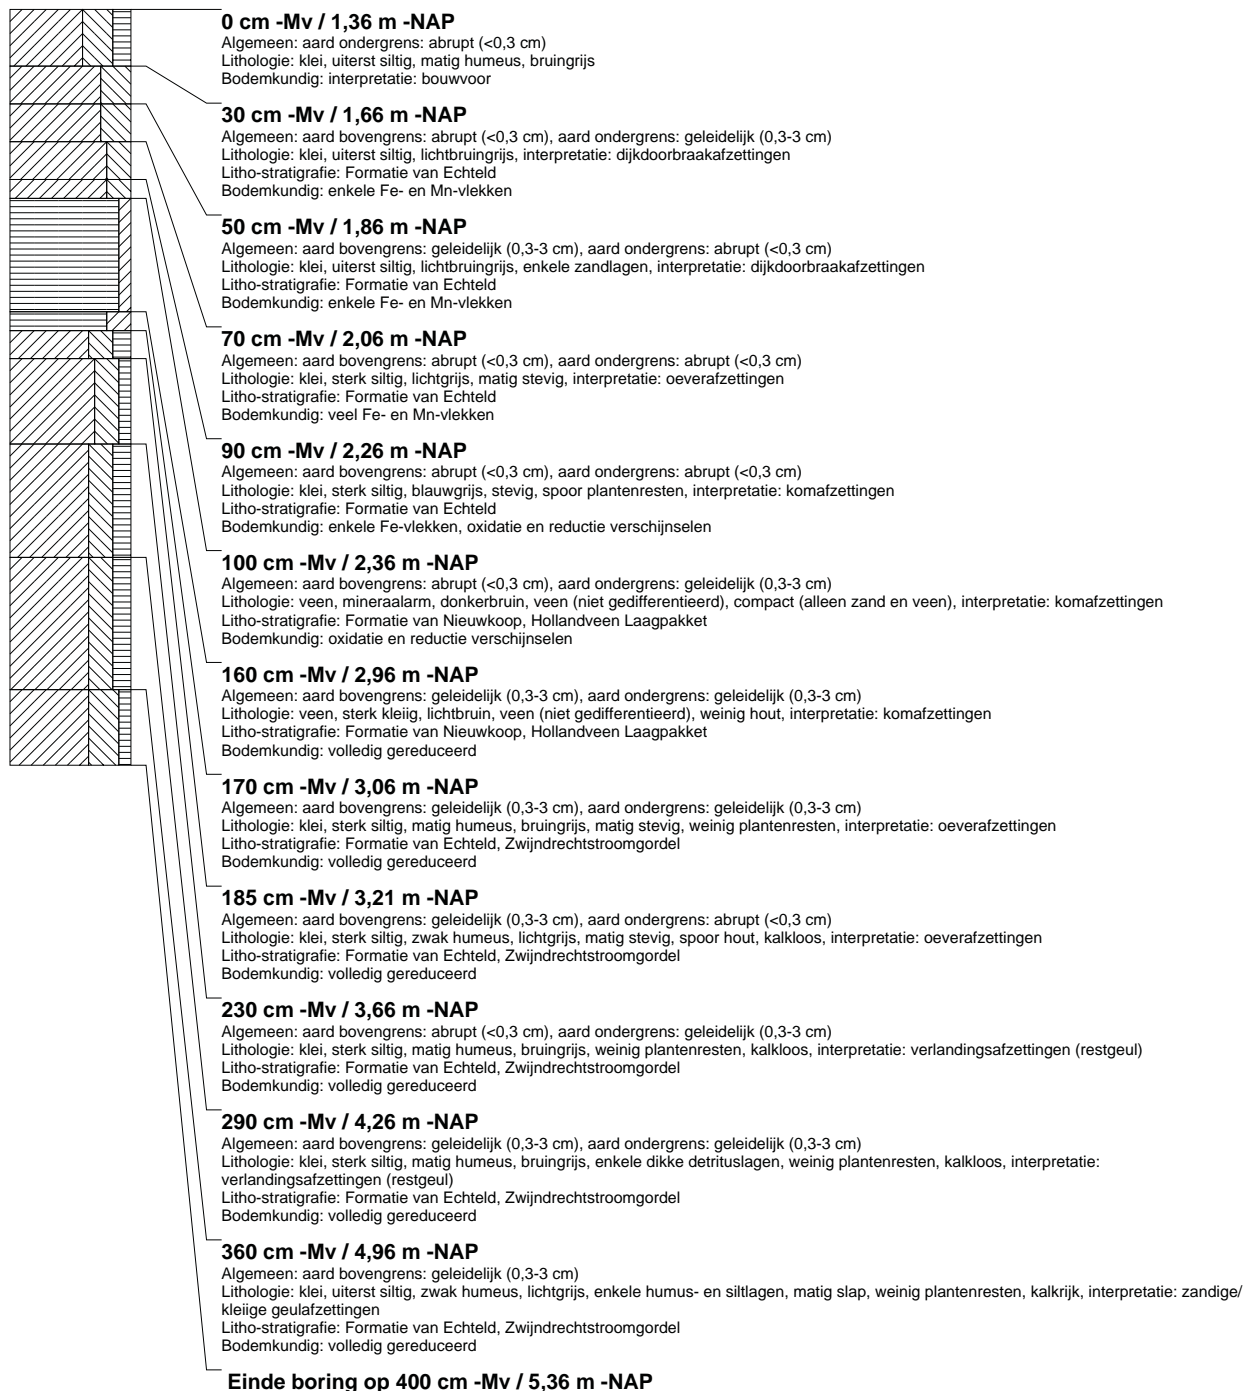 0 cm -Mv / 1,36 m -NAP
Algemeen: aard ondergrens: abrupt (<0,3 cm)
Lithologie: klei, uiterst siltig, matig humeus, bruingrijs
Bodemkundig: interpretatie: bouwvoor
30 cm -Mv / 1,66 m -NAP
Algemeen: aard bovengrens: abrupt (<0,3 cm), aard ondergrens: geleidelijk (0,3-3 cm)
Lithologie: klei, uiterst siltig, lichtbruingrijs, interpretatie: dijkdoorbraakafzettingen
Litho-stratigrafie: Formatie van Echteld
Bodemkundig: enkele Fe- en Mn-vlekken
50 cm -Mv / 1,86 m -NAP
Algemeen: aard bovengrens: geleidelijk (0,3-3 cm), aard ondergrens: abrupt (<0,3 cm)
Lithologie: klei, uiterst siltig, lichtbruingrijs, enkele zandlagen, interpretatie: dijkdoorbraakafzettingen
Litho-stratigrafie: Formatie van Echteld
Bodemkundig: enkele Fe- en Mn-vlekken
70 cm -Mv / 2,06 m -NAP
Algemeen: aard bovengrens: abrupt (<0,3 cm), aard ondergrens: abrupt (<0,3 cm)
Lithologie: klei, sterk siltig, lichtgrijs, matig stevig, interpretatie: oeverafzettingen
Litho-stratigrafie: Formatie van Echteld
Bodemkundig: veel Fe- en Mn-vlekken
90 cm -Mv / 2,26 m -NAP
Algemeen: aard bovengrens: abrupt (<0,3 cm), aard ondergrens: abrupt (<0,3 cm)
Lithologie: klei, sterk siltig, blauwgrijs, stevig, spoor plantenresten, interpretatie: komafzettingen
Litho-stratigrafie: Formatie van Echteld
Bodemkundig: enkele Fe-vlekken, oxidatie en reductie verschijnselen
100 cm -Mv / 2,36 m -NAP
Algemeen: aard bovengrens: abrupt (<0,3 cm), aard ondergrens: geleidelijk (0,3-3 cm)
Lithologie: veen, mineraalarm, donkerbruin, veen (niet gedifferentieerd), compact (alleen zand en veen), interpretatie: komafzettingen
Litho-stratigrafie: Formatie van Nieuwkoop, Hollandveen Laagpakket
Bodemkundig: oxidatie en reductie verschijnselen
160 cm -Mv / 2,96 m -NAP
Algemeen: aard bovengrens: geleidelijk (0,3-3 cm), aard ondergrens: geleidelijk (0,3-3 cm)
Lithologie: veen, sterk kleiig, lichtbruin, veen (niet gedifferentieerd), weinig hout, interpretatie: komafzettingen
Litho-stratigrafie: Formatie van Nieuwkoop, Hollandveen Laagpakket
Bodemkundig: volledig gereduceerd
170 cm -Mv / 3,06 m -NAP
Algemeen: aard bovengrens: geleidelijk (0,3-3 cm), aard ondergrens: geleidelijk (0,3-3 cm)
Lithologie: klei, sterk siltig, matig humeus, bruingrijs, matig stevig, weinig plantenresten, interpretatie: oeverafzettingen
Litho-stratigrafie: Formatie van Echteld, Zwijndrechtstroomgordel
Bodemkundig: volledig gereduceerd
185 cm -Mv / 3,21 m -NAP
Algemeen: aard bovengrens: geleidelijk (0,3-3 cm), aard ondergrens: abrupt (<0,3 cm)
Lithologie: klei, sterk siltig, zwak humeus, lichtgrijs, matig stevig, spoor hout, kalkloos, interpretatie: oeverafzettingen
Litho-stratigrafie: Formatie van Echteld, Zwijndrechtstroomgordel
Bodemkundig: volledig gereduceerd
230 cm -Mv / 3,66 m -NAP
Algemeen: aard bovengrens: abrupt (<0,3 cm), aard ondergrens: geleidelijk (0,3-3 cm)
Lithologie: klei, sterk siltig, matig humeus, bruingrijs, weinig plantenresten, kalkloos, interpretatie: verlandingsafzettingen (restgeul)
Litho-stratigrafie: Formatie van Echteld, Zwijndrechtstroomgordel
Bodemkundig: volledig gereduceerd
290 cm -Mv / 4,26 m -NAP
Algemeen: aard bovengrens: geleidelijk (0,3-3 cm), aard ondergrens: geleidelijk (0,3-3 cm)
Lithologie: klei, sterk siltig, matig humeus, bruingrijs, enkele dikke detrituslagen, weinig plantenresten, kalkloos, interpretatie:
verlandingsafzettingen (restgeul)
Litho-stratigrafie: Formatie van Echteld, Zwijndrechtstroomgordel
Bodemkundig: volledig gereduceerd
360 cm -Mv / 4,96 m -NAP
Algemeen: aard bovengrens: geleidelijk (0,3-3 cm)
Lithologie: klei, uiterst siltig, zwak humeus, lichtgrijs, enkele humus- en siltlagen, matig slap, weinig plantenresten, kalkrijk, interpretatie: zandige/
kleiige geulafzettingen
Litho-stratigrafie: Formatie van Echteld, Zwijndrechtstroomgordel
Bodemkundig: volledig gereduceerd
Einde boring op 400 cm -Mv / 5,36 m -NAP